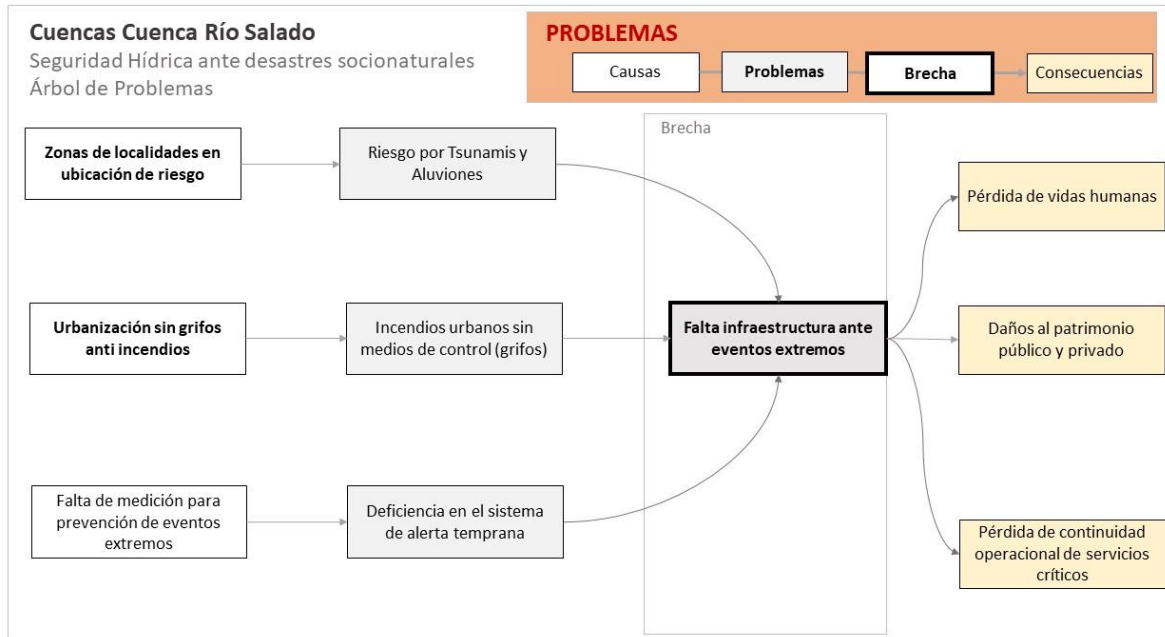 Cuencas Cuenca Río Salado
Seguridad Hídrica ante desastres socionaturales
Árbol de Problemas
PROBLEMAS
Causas
Problemas
Brecha
Consecuencias
Brecha
Zonas de localidades en
ubicación de riesgo
Riesgo por Tsunamis y
Aluviones
Pérdida de vidas humanas
Urbanización sin grifos
anti incendios
Incendios urbanos sin
medios de control (grifos)
Falta infraestructura ante
eventos extremos
Daños al patrimonio
público y privado
Falta de medición para
prevención de eventos
extremos
Deficiencia en el sistema
de alerta temprana
Pérdida de continuidad
operacional de servicios
críticos